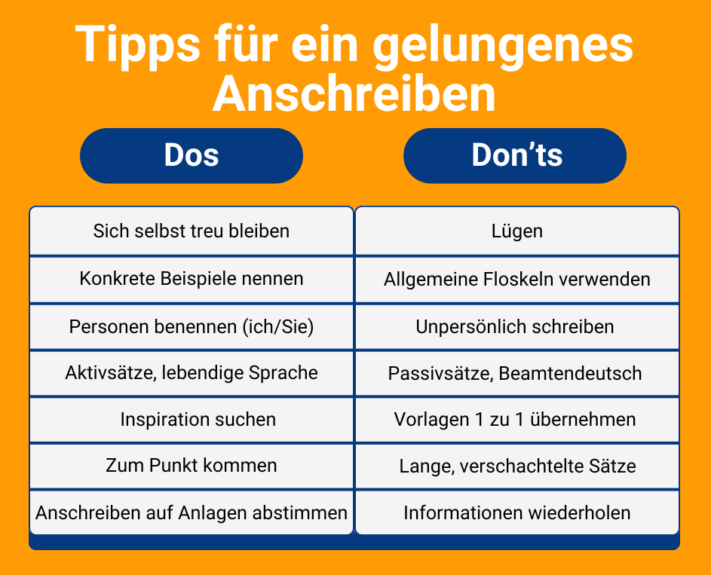 Tipps für ein gelungenes
Anschreiben
Dos
Don’ts
Sich selbst treu bleiben
Lügen
Konkrete Beispiele nennen
Allgemeine Floskeln verwenden
Personen benennen (ich/Sie)
Unpersönlich schreiben
Aktivsätze, lebendige Sprache
Passivsätze, Beamtendeutsch
Inspiration suchen
Vorlagen 1 zu 1 übernehmen
Zum Punkt kommen
Lange, verschachtelte Sätze
Anschreiben auf Anlagen abstimmen
Informationen wiederholen